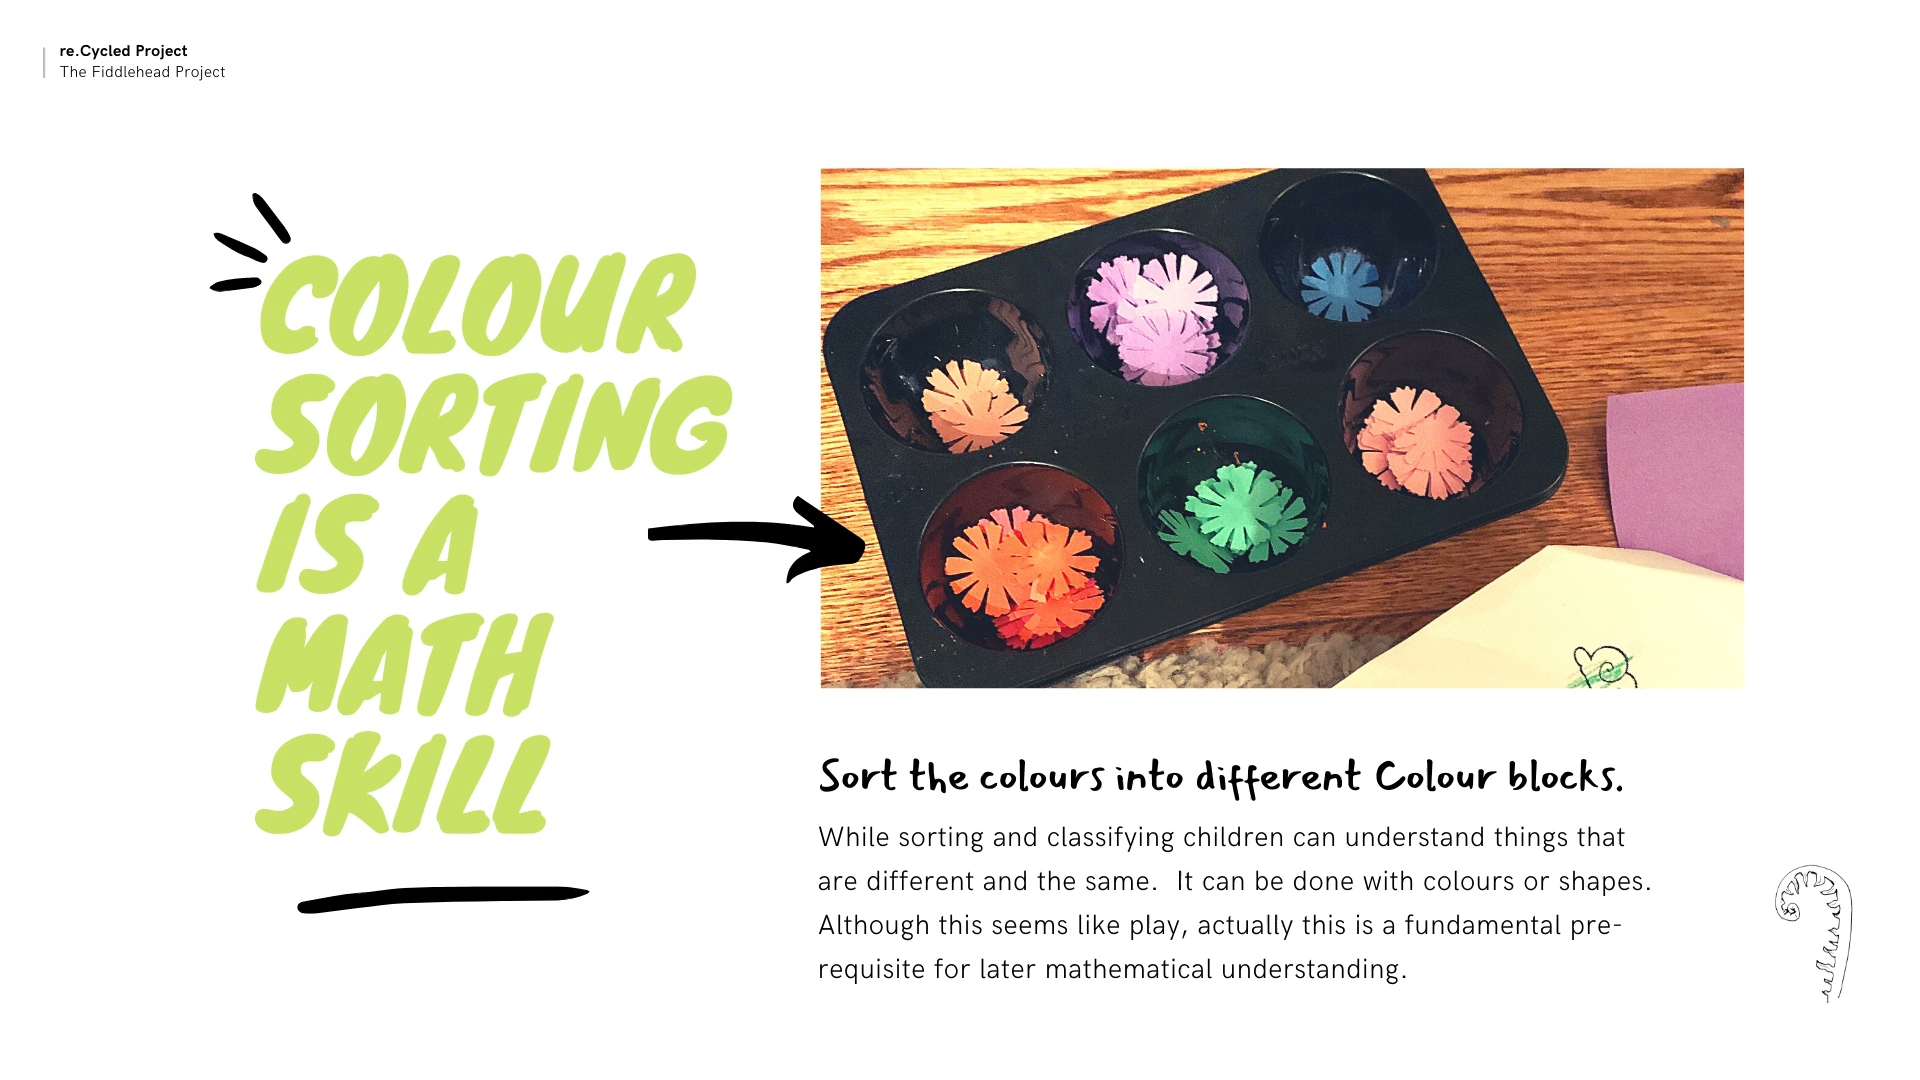 re.Cycled Project
The Fiddlehead Project
COLOUR
SORTING
IS A
MATH
SKILL
Sort the colours into different Colour blocks.
While sorting and classifying children can understand things that
are different and the same.  It can be done with colours or shapes.
Although this seems like play, actually this is a fundamental pre-
requisite for later mathematical understanding.